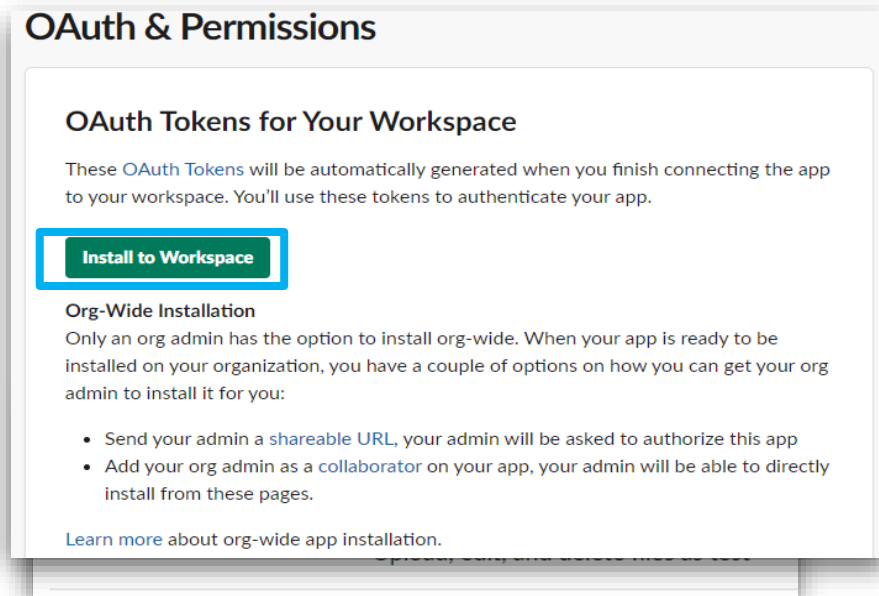 OAuth & Permissions
OAuth Tokens for Your Workspace
These OAuth Tokens will be automatically generated when you finish connecting the app
to your workspace. You’ll use these tokens to authenticate your app.
Install to Workspace
Org-Wide Installation
Only an org admin has the option to install org-wide. When your app is ready to be
installed on your organization, you have a couple of options on how you can get your org
admin to install it for you:
• Send your admin a shareable URL, your admin will be asked to authorize this app
• Add your org admin as a collaborator on your app, your admin will be able to directly
install from these pages.
Learn more about org-wide app installation.
Upload, edit, and delete files as test